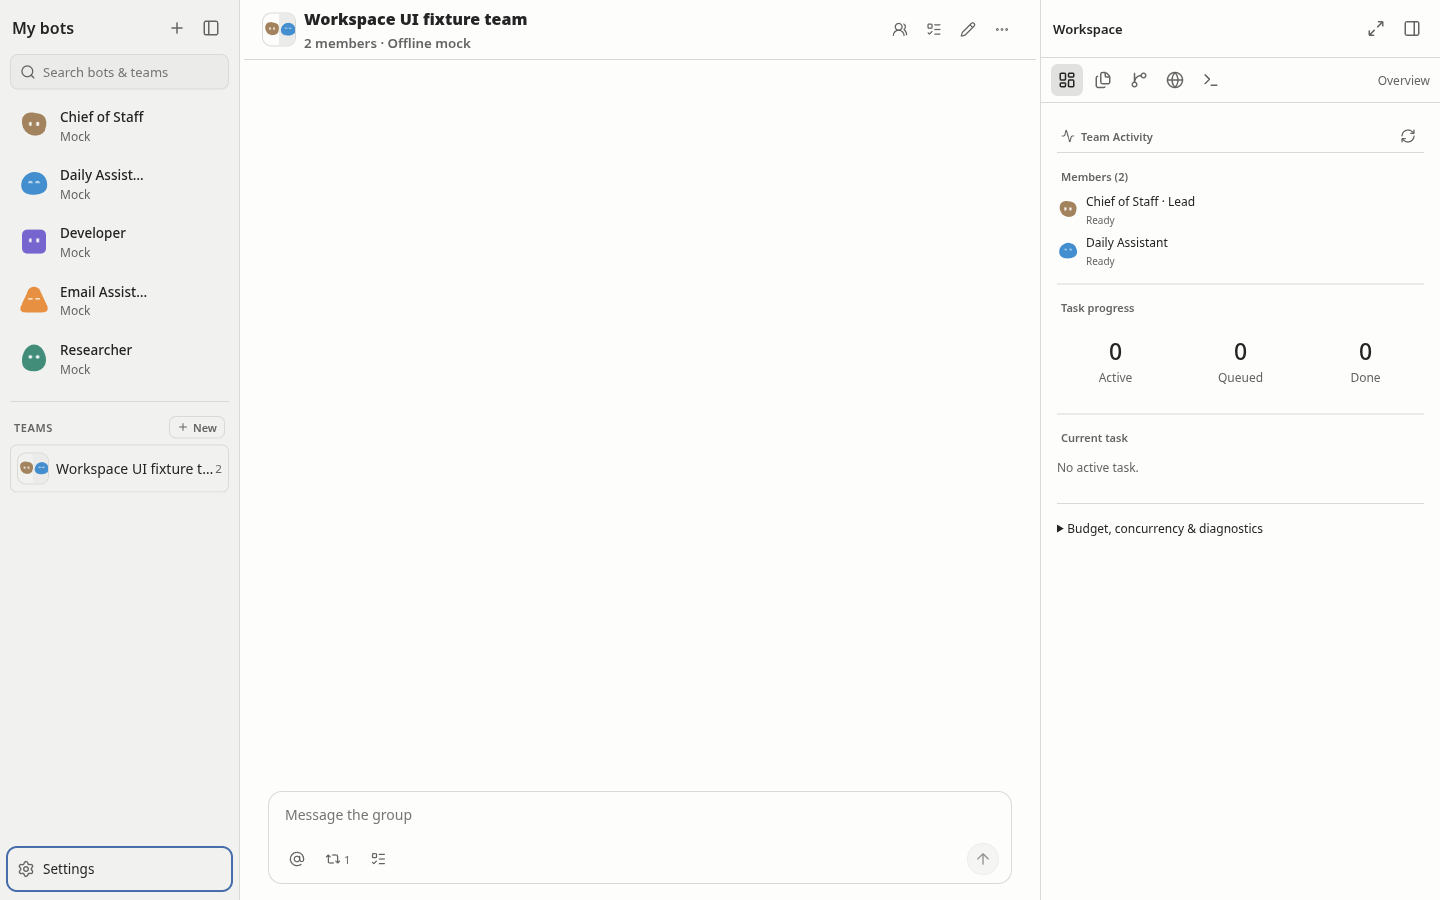 My bots
Search bots & teams
Chief of Staff
Mock
Daily Assist...
Mock
Developer
Mock
Email Assist...
Mock
Researcher
Mock
TEAMS
New
Workspace UI fixture t... 2
Settings
Workspace UI fixture team
2 members · Offline mock
Message the group
1
Workspace
Overview
Team Activity
Members (2)
Chief of Staff · Lead
Ready
Daily Assistant
Ready
Task progress
0 0 0
Active Queued Done
Current task
No active task.
Budget, concurrency & diagnostics